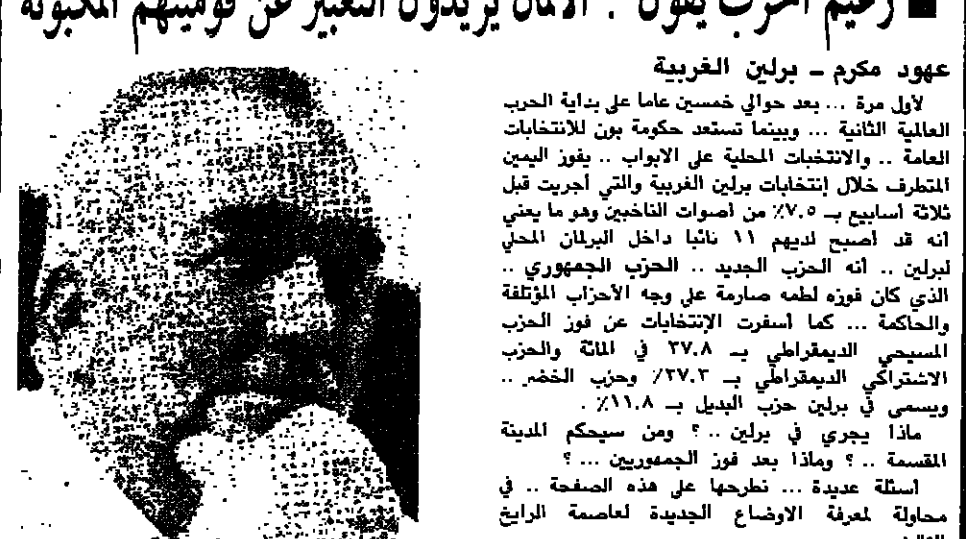 ■ زعيم الحزب يقول : الألمان يريدون التعبير عن قوميتهم المكبوتة
عهود مكرم ـ برلين الغربية
لأول مرة ... بعد حوالي خمسين عاما على بداية الحرب
العالمية الثانية ... وبينما تستعد حكومة بون للانتخابات
العامة .. والانتخبات المحلية على الابواب .. يفوز اليمين
المتطرف خلال إنتخابات برلين الغربية والتي أجريت قبل
ثلاثة أسابيع بـ ٧.٥٪ من أصوات الناخبين وهو ما يعني
أنه قد أصبح لديهم ١١ نائبا داخل البرلمان المحلي
لبرلين .. أنه الحزب الجديد .. الحزب الجمهوري ..
الذي كان فوزه لطمه صارمة على وجه الأحزاب المؤتلفة
والحاكمة ... كما أسفرت الإنتخابات عن فوز الحزب
المسيحي الديمقراطي بـ ٣٧.٨ في المائة والحزب
الاشتراكي الديمقراطي بـ ٣٧.٣٪ وحزب الخضر ..
ويسمى في برلين حزب البديل بـ ١١.٨٪ .
ماذا يجري في برلين .. ؟ ومن سيحكم المدينة
المقسمة .. ؟ وماذا بعد فوز الجمهوريين ... ؟
أسئلة عديدة ... نطرحها على هذه الصفحة .. في
محاولة لمعرفة الاوضاع الجديدة لعاصمة الرايخ